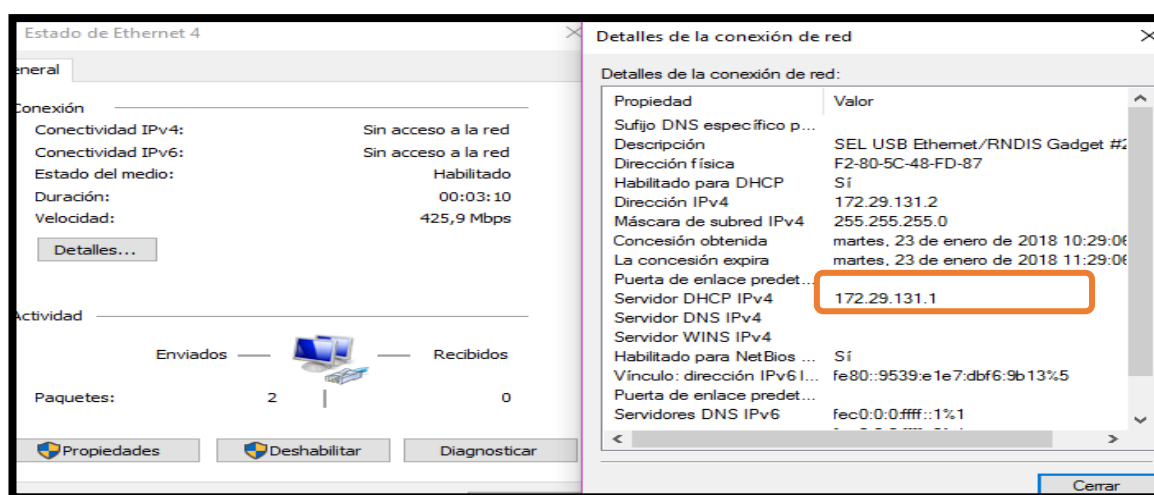 Estado de Ethernet 4
eneral
Conexión
Conectividad IPv4: Sin acceso a la red
Conectividad IPv6: Sin acceso a la red
Estado del medio: Habilitado
Duración: 00:03:10
Velocidad: 425,9 Mbps
Detalles...
Actividad
Enviados Recibidos
Paquetes: 2 0
Propiedades Deshabilitar Diagnosticar
Detalles de la conexión de red
Detalles de la conexión de red:
Propiedad Valor
Sufijo DNS específico p...
Descripción SEL USB Ethernet/RNDIS Gadget #2
Dirección física F2-80-5C-48-FD-87
Habilitado para DHCP Sí
Dirección IPv4 172.29.131.2
Máscara de subred IPv4 255.255.255.0
Concesión obtenida martes, 23 de enero de 2018 10:29:06
La concesión expira martes, 23 de enero de 2018 11:29:06
Puerta de enlace predet...
Servidor DHCP IPv4 172.29.131.1
Servidor DNS IPv4
Servidor WINS IPv4
Habilitado para NetBios ... Sí
Vínculo: dirección IPv6 l... fe80::9539:e1e7:dbf6:9b13%5
Puerta de enlace predet...
Servidores DNS IPv6 fec0:0:0:ffff::1%1
Cerrar